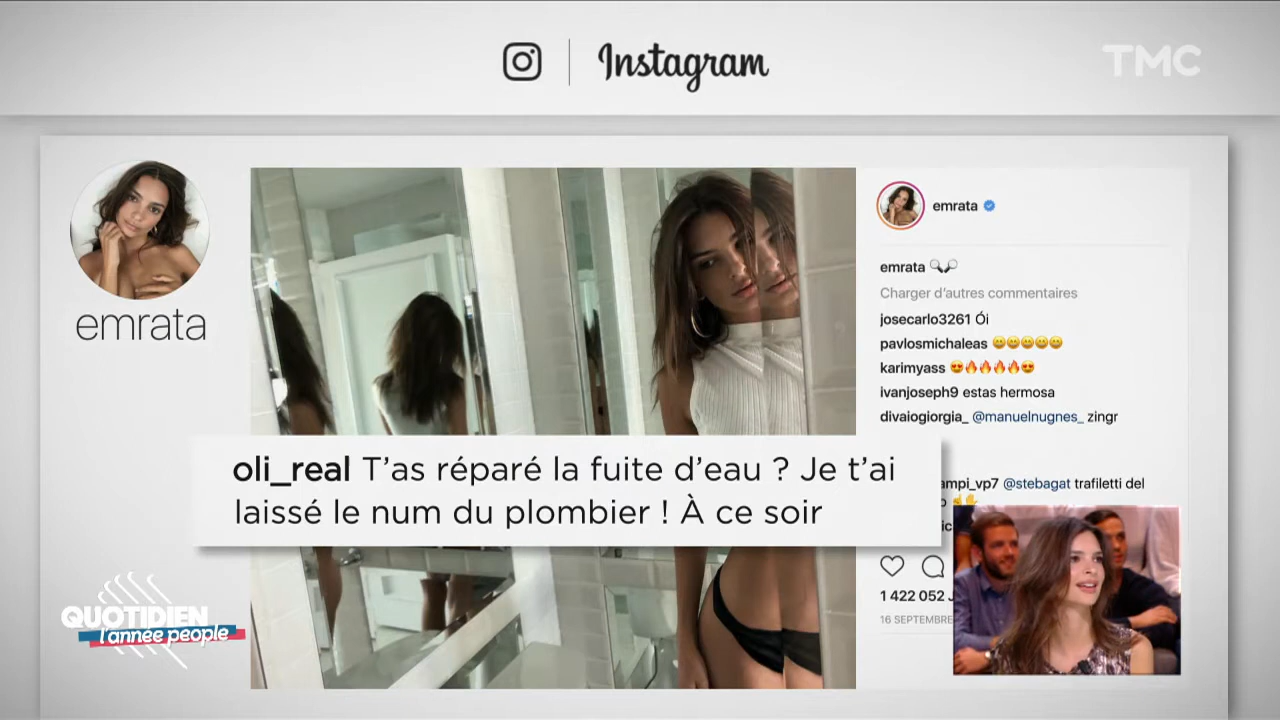 Instagram
TMC
emrata
emrata
emrata
Charger d'autres commentaires
josecarlo3261 Ói
pavlosmichaleas
karimyass
ivanjoseph9 estas hermosa
divaiogiorgia_ @manuelnugnes_ zingr
oli_real T'as réparé la fuite d'eau ? Je t'ai
laissé le num du plombier ! À ce soir
ampi_vp7 @stebagat trafiletti del
1 422 052 J
16 SEPTEMBRE
QUOTIDIEN
l'année people